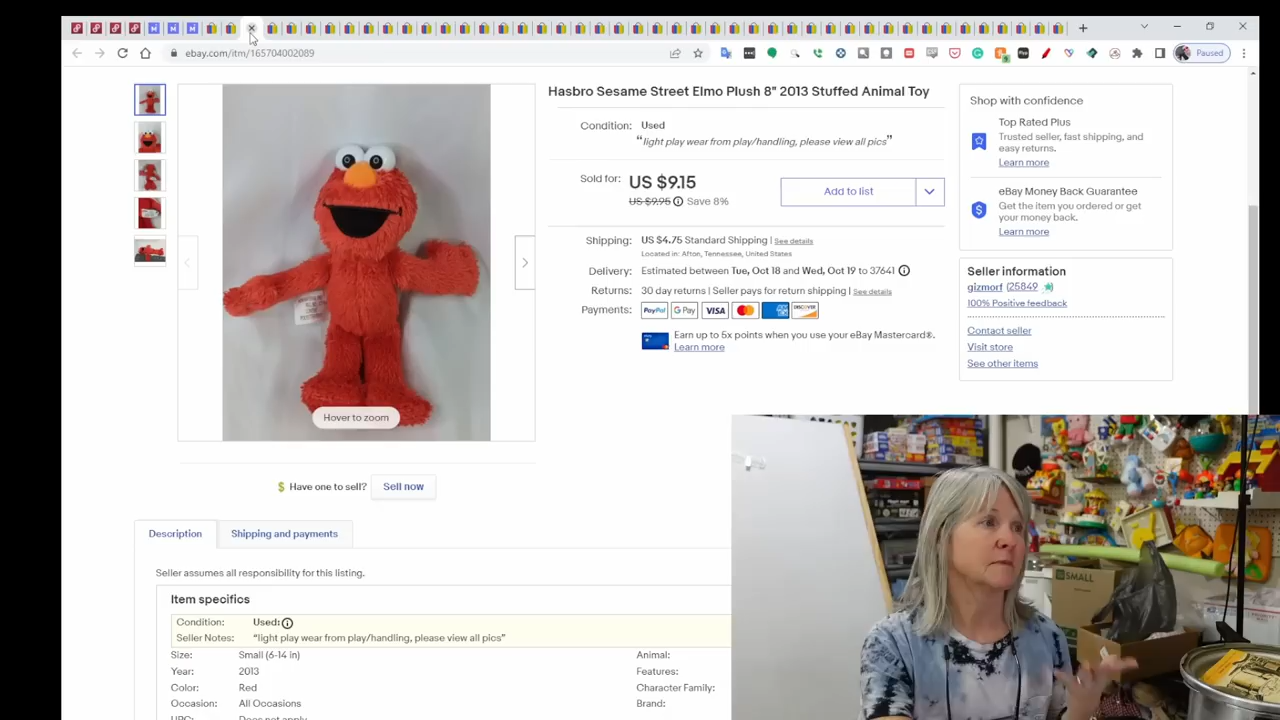 ebay.com/itm/165704002089
Paused
Hasbro Sesame Street Elmo Plush 8" 2013 Stuffed Animal Toy
Condition: Used
"light play wear from play/handling, please view all pics"
Sold for: US $9.15
US $9.95 Save 8%
Add to list
Shipping: US $4.75 Standard Shipping | See details
Located in: Afton, Tennessee, United States
Delivery: Estimated between Tue, Oct 18 and Wed, Oct 19 to 37641
Returns: 30 day returns | Seller pays for return shipping | See details
Payments: PayPal G Pay VISA DISCOVER
Earn up to 5x points when you use your eBay Mastercard®.
Learn more
Shop with confidence
Top Rated Plus
Trusted seller, fast shipping, and
easy returns.
Learn more
eBay Money Back Guarantee
Get the item you ordered or get
your money back.
Learn more
Seller information
gizmorf (25849
100% Positive feedback
Contact seller
Visit store
See other items
Hover to zoom
Have one to sell? Sell now
Description Shipping and payments
Seller assumes all responsibility for this listing.
Item specifics
Condition: Used:
Seller Notes: "light play wear from play/handling, please view all pics"
Size: Small (6-14 in) Animal:
Year: 2013 Features:
Color: Red Character Family:
Occasion: All Occasions Brand:
UPC: Does not apply
SMALL